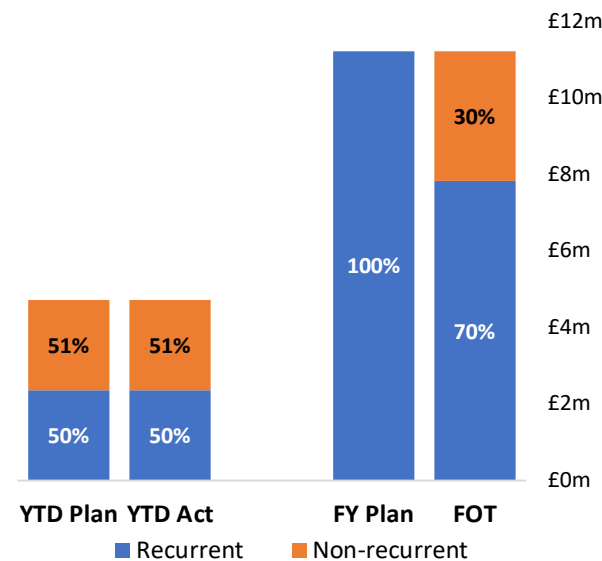 £12m
£10m
£8m
£6m
£4m
£2m
£0m
30%
100%
70%
51% 51%
50% 50%
YTD Plan YTD Act FY Plan FOT
Recurrent Non-recurrent